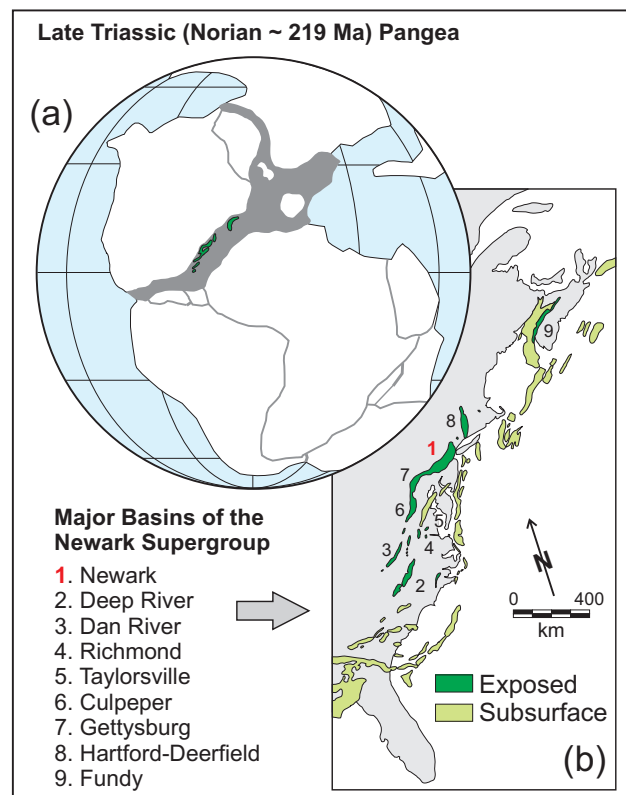 Late Triassic (Norian ~ 219 Ma) Pangea
(a)
Major Basins of the
Newark Supergroup
1. Newark
2. Deep River
3. Dan River
4. Richmond
5. Taylorsville
6. Culpeper
7. Gettysburg
8. Hartford-Deerfield
9. Fundy
9
8
1
7
6
5
4
3
2
N
0 400
km
Exposed
Subsurface
(b)